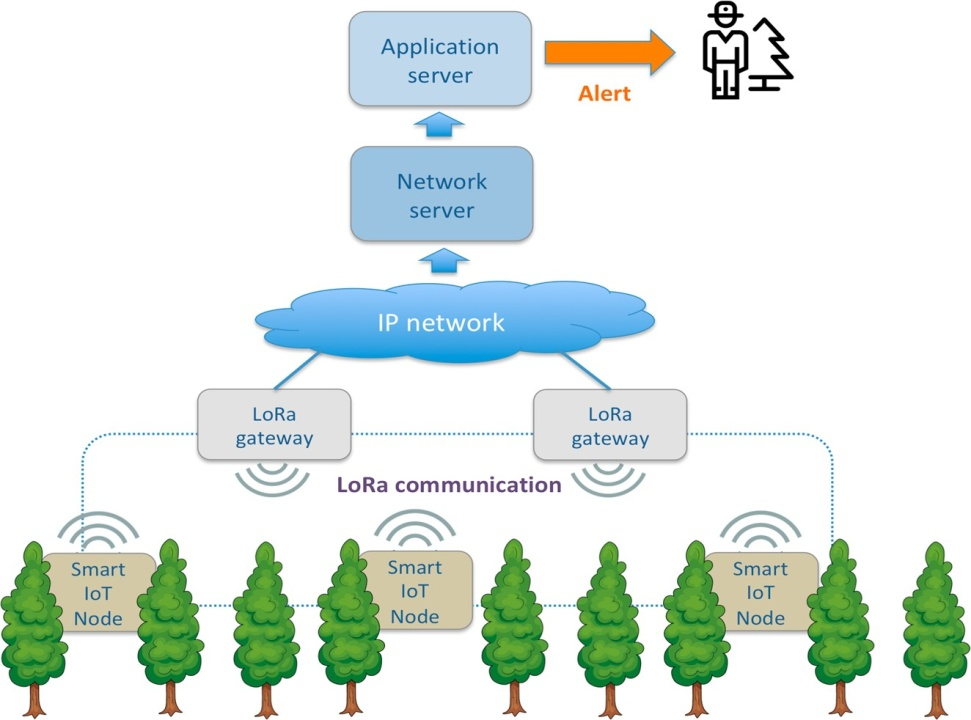 Application
server
Alert
Network
server
IP network
LoRa
gateway
LoRa
gateway
LoRa communication
Smart
IoT
Node
Smart
IoT
Node
Smart
IoT
Node